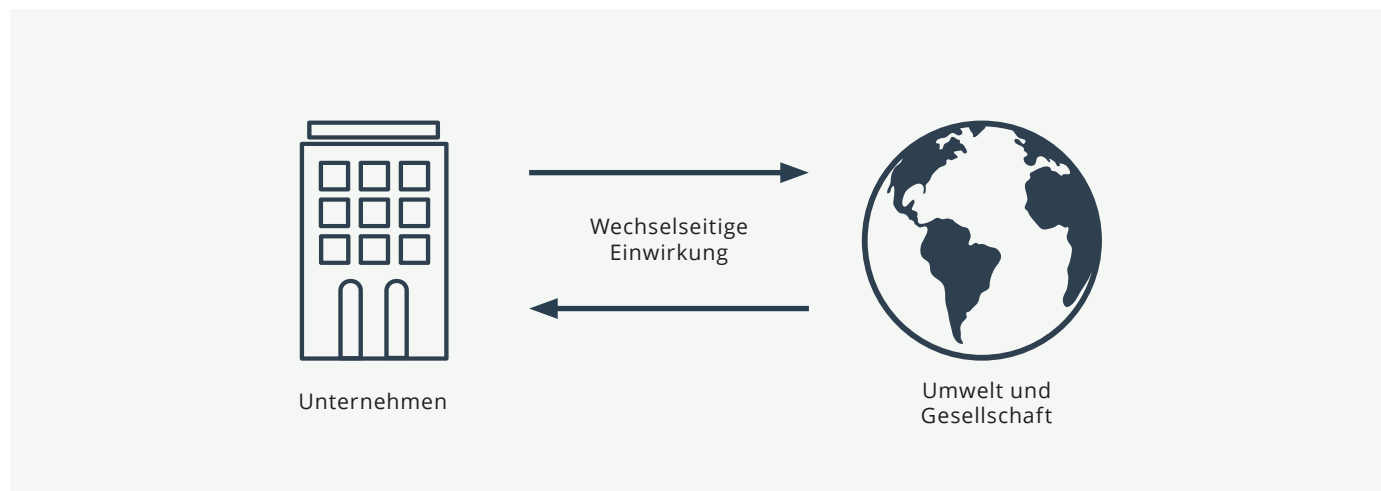 Wechselseitige
Einwirkung
Unternehmen
Umwelt und
Gesellschaft